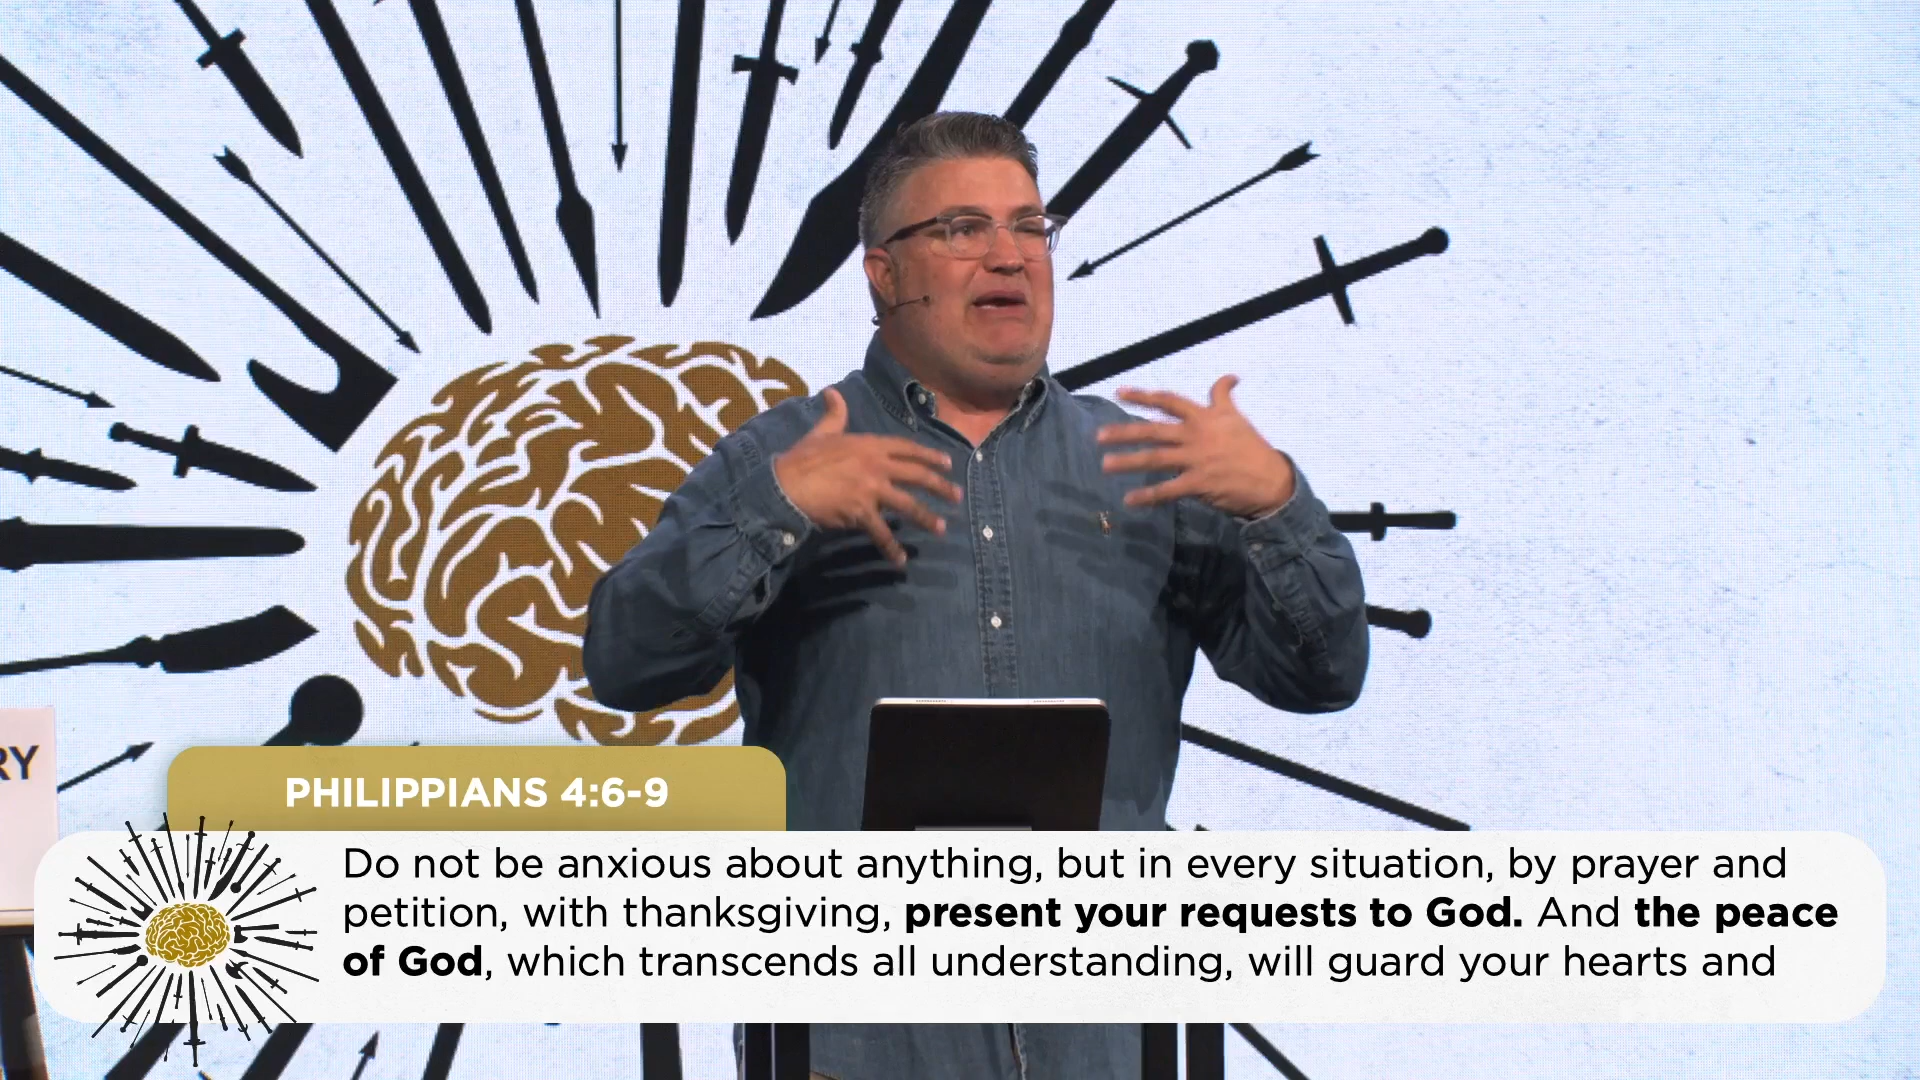 RY
PHILIPPIANS 4:6-9
Do not be anxious about anything, but in every situation, by prayer and
petition, with thanksgiving, present your requests to God. And the peace
of God, which transcends all understanding, will guard your hearts and